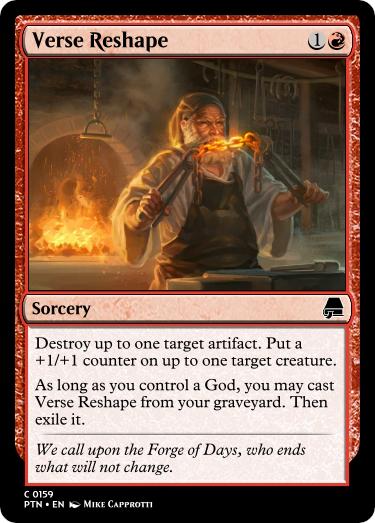 Verse Reshape 1
Sorcery
Destroy up to one target artifact. Put a
+1/+1 counter on up to one target creature.
As long as you control a God, you may cast
Verse Reshape from your graveyard. Then
exile it.
We call upon the Forge of Days, who ends
what will not change.
C 0159
PTN • EN Mike Capprotti